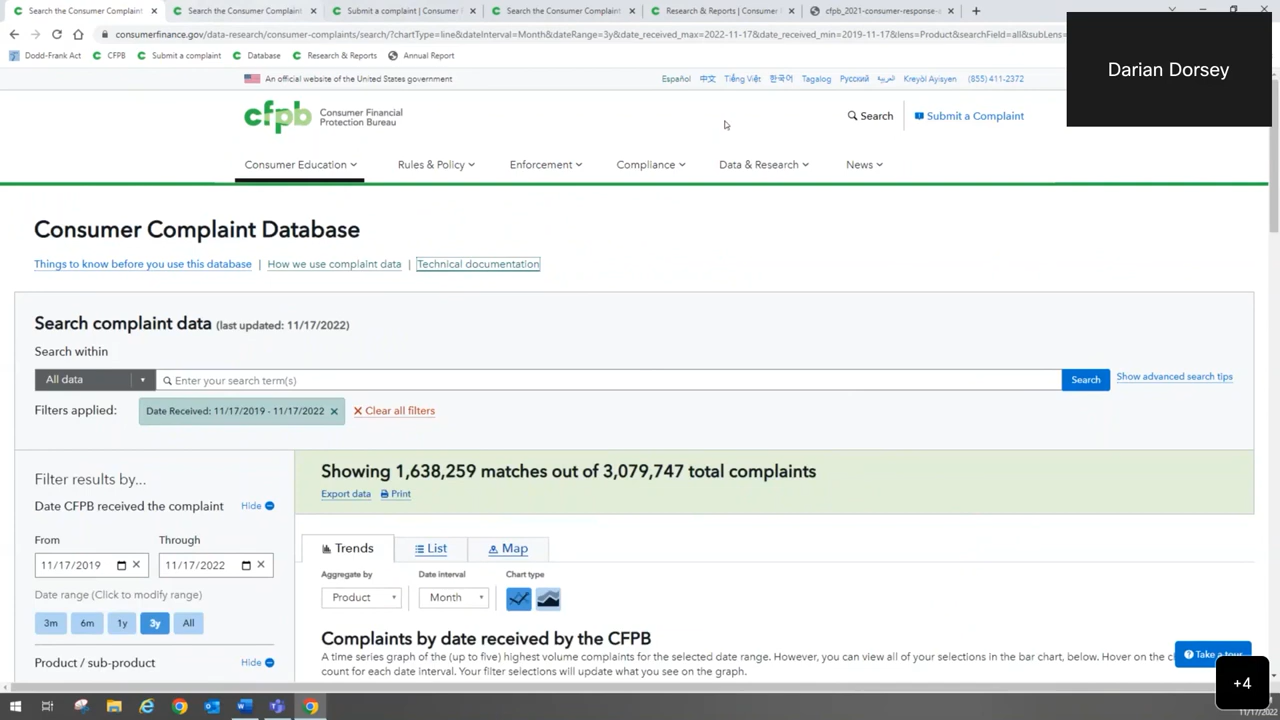 Search the Consumer Complaint D
Search the Consumer Complaint
Submit a complaint | Consumer F
Search the Consumer Complaint
Research & Reports | Consumer F
cfpb_2021-consumer-response-a
consumerfinance.gov/data-research/consumer-complaints/search/?chartType=line&dateInterval=Month&dateRange=3y&date_received_max=2022-11-17&date_received_min=2019-11-17&lens=Product&searchField=all&subLens=
Dodd-Frank Act
CFPB
Submit a complaint
Database
Research & Reports
Annual Report
Darian Dorsey
An official website of the United States government
Español 中文 Tiếng Việt 한국어 Tagalog Русский العربية Kreyòl Ayisyen (855) 411-2372
cfpb Consumer Financial
Protection Bureau
Search
Submit a Complaint
Consumer Education Rules & Policy Enforcement Compliance Data & Research News
Consumer Complaint Database
Things to know before you use this database | How we use complaint data | Technical documentation
Search complaint data (last updated: 11/17/2022)
Search within
All data Enter your search term(s) Search Show advanced search tips
Filters applied: Date Received: 11/17/2019 - 11/17/2022 Clear all filters
Filter results by...
Date CFPB received the complaint Hide
From Through
11/17/2019 11/17/2022
Date range (Click to modify range)
3m 6m 1y 3y All
Product / sub-product Hide
Showing 1,638,259 matches out of 3,079,747 total complaints
Export data Print
Trends List Map
Aggregate by Date interval Chart type
Product Month
Complaints by date received by the CFPB
A time series graph of the (up to five) highest volume complaints for the selected date range. However, you can view all of your selections in the bar chart, below. Hover on the
count for each date interval. Your filter selections will update what you see on the graph.
Take a tour
+4
11/17/2022